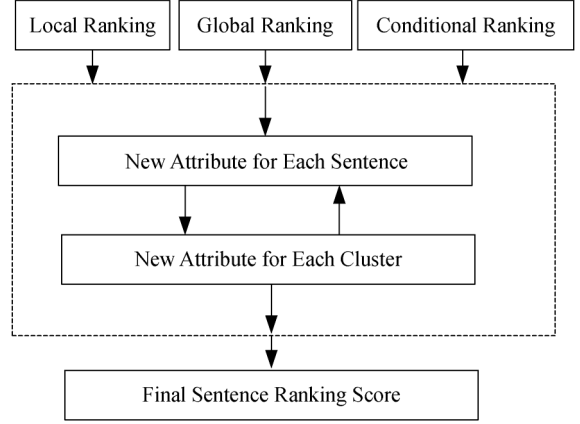 Local Ranking
Global Ranking
Conditional Ranking
New Attribute for Each Sentence
New Attribute for Each Cluster
Final Sentence Ranking Score